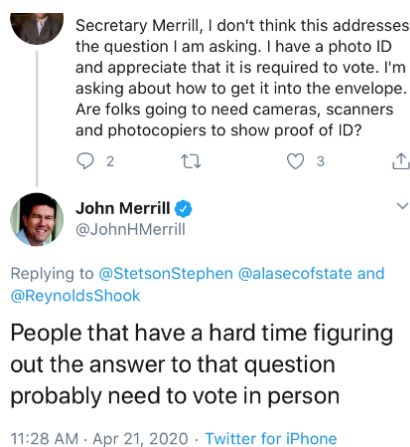 Secretary Merrill, I don't think this addresses
the question I am asking. I have a photo ID
and appreciate that it is required to vote. I'm
asking about how to get it into the envelope.
Are folks going to need cameras, scanners
and photocopiers to show proof of ID?
2 3
John Merrill
@JohnHMerrill
Replying to @StetsonStephen @alasecofstate and
@ReynoldsShook
People that have a hard time figuring
out the answer to that question
probably need to vote in person
11:28 AM · Apr 21, 2020 · Twitter for iPhone